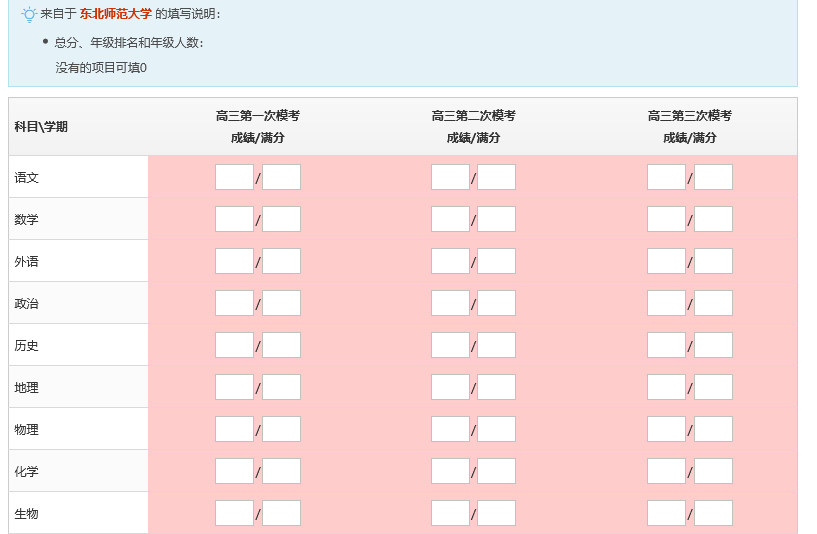 来自于 东北师范大学 的填写说明：
• 总分、年级排名和年级人数：
没有的项目可填0
科目\学期 高三第一次模考 高三第二次模考 高三第三次模考
成绩/满分 成绩/满分 成绩/满分
语文 / / /
数学 / / /
外语 / / /
政治 / / /
历史 / / /
地理 / / /
物理 / / /
化学 / / /
生物 / / /